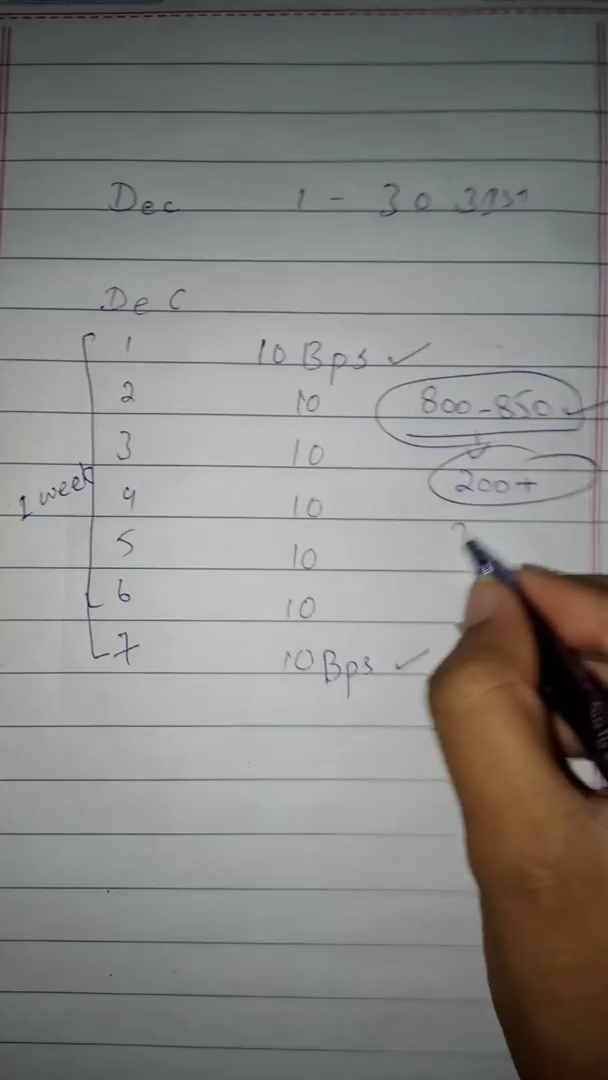 Dec 1 - 30 31st
Dec
1 10 Bps ✓
2 10 800-850 ✓
3 10
1 week 4 10 200+
5 10
6 10
7 10 Bps ✓